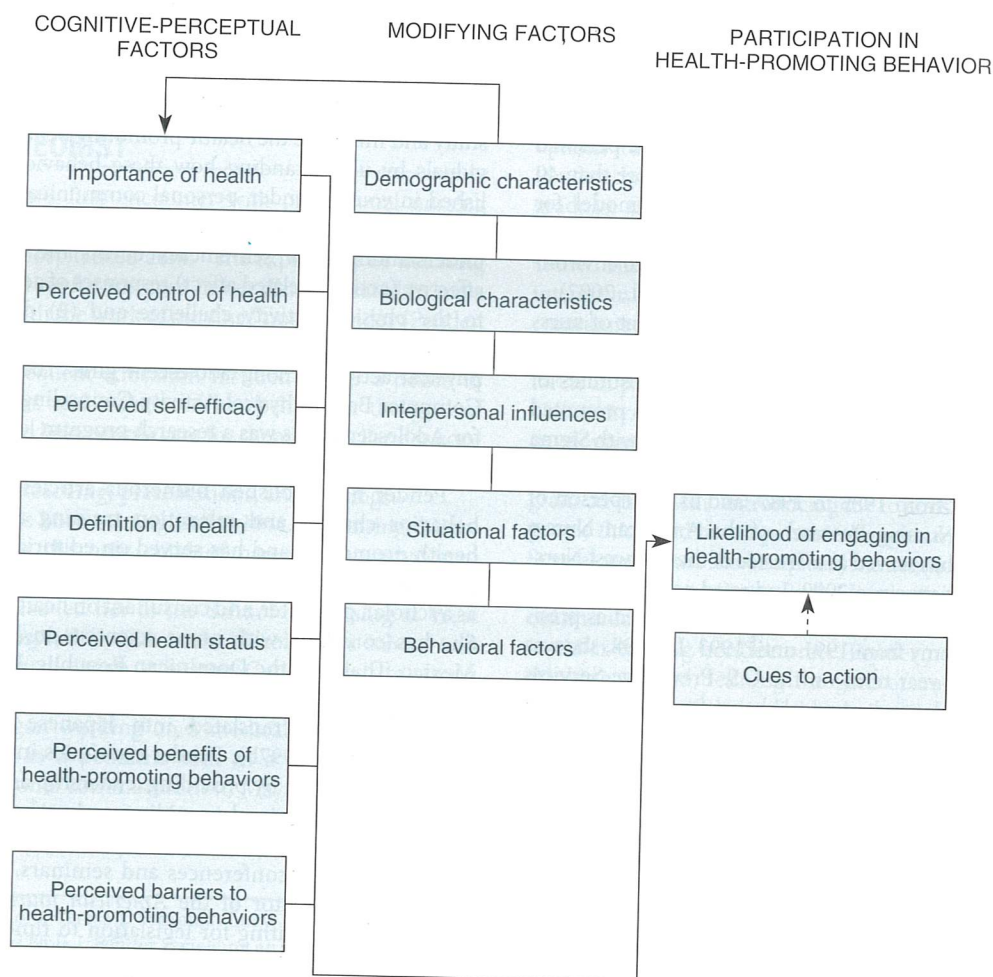 COGNITIVE-PERCEPTUAL
FACTORS
Importance of health
Perceived control of health
Perceived self-efficacy
Definition of health
Perceived health status
Perceived benefits of
health-promoting behaviors
Perceived barriers to
health-promoting behaviors
MODIFYING FACTORS
Demographic characteristics
Biological characteristics
Interpersonal influences
Situational factors
Behavioral factors
PARTICIPATION IN
HEALTH-PROMOTING BEHAVIOR
Likelihood of engaging in
health-promoting behaviors
Cues to action